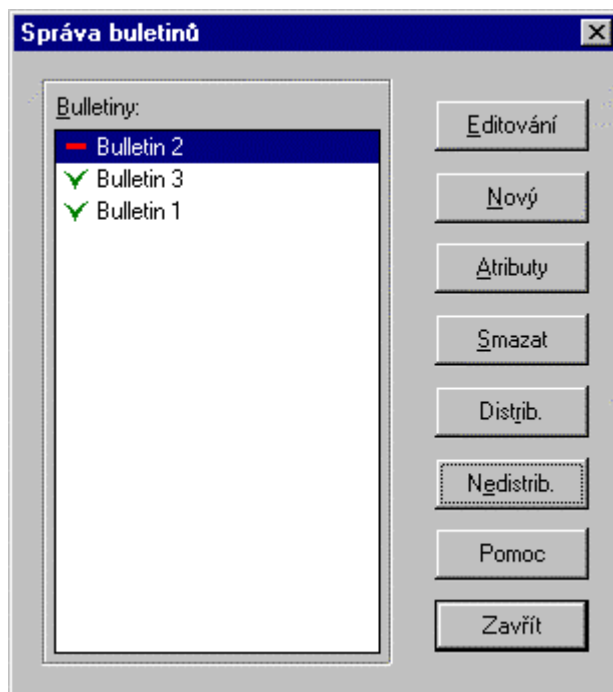 Správa buletinů
Bulletiny:
Bulletin 2
Bulletin 3
Bulletin 1
Editování
Nový
Atributy
Smazat
Distrib.
Nedistrib.
Pomoc
Zavřít